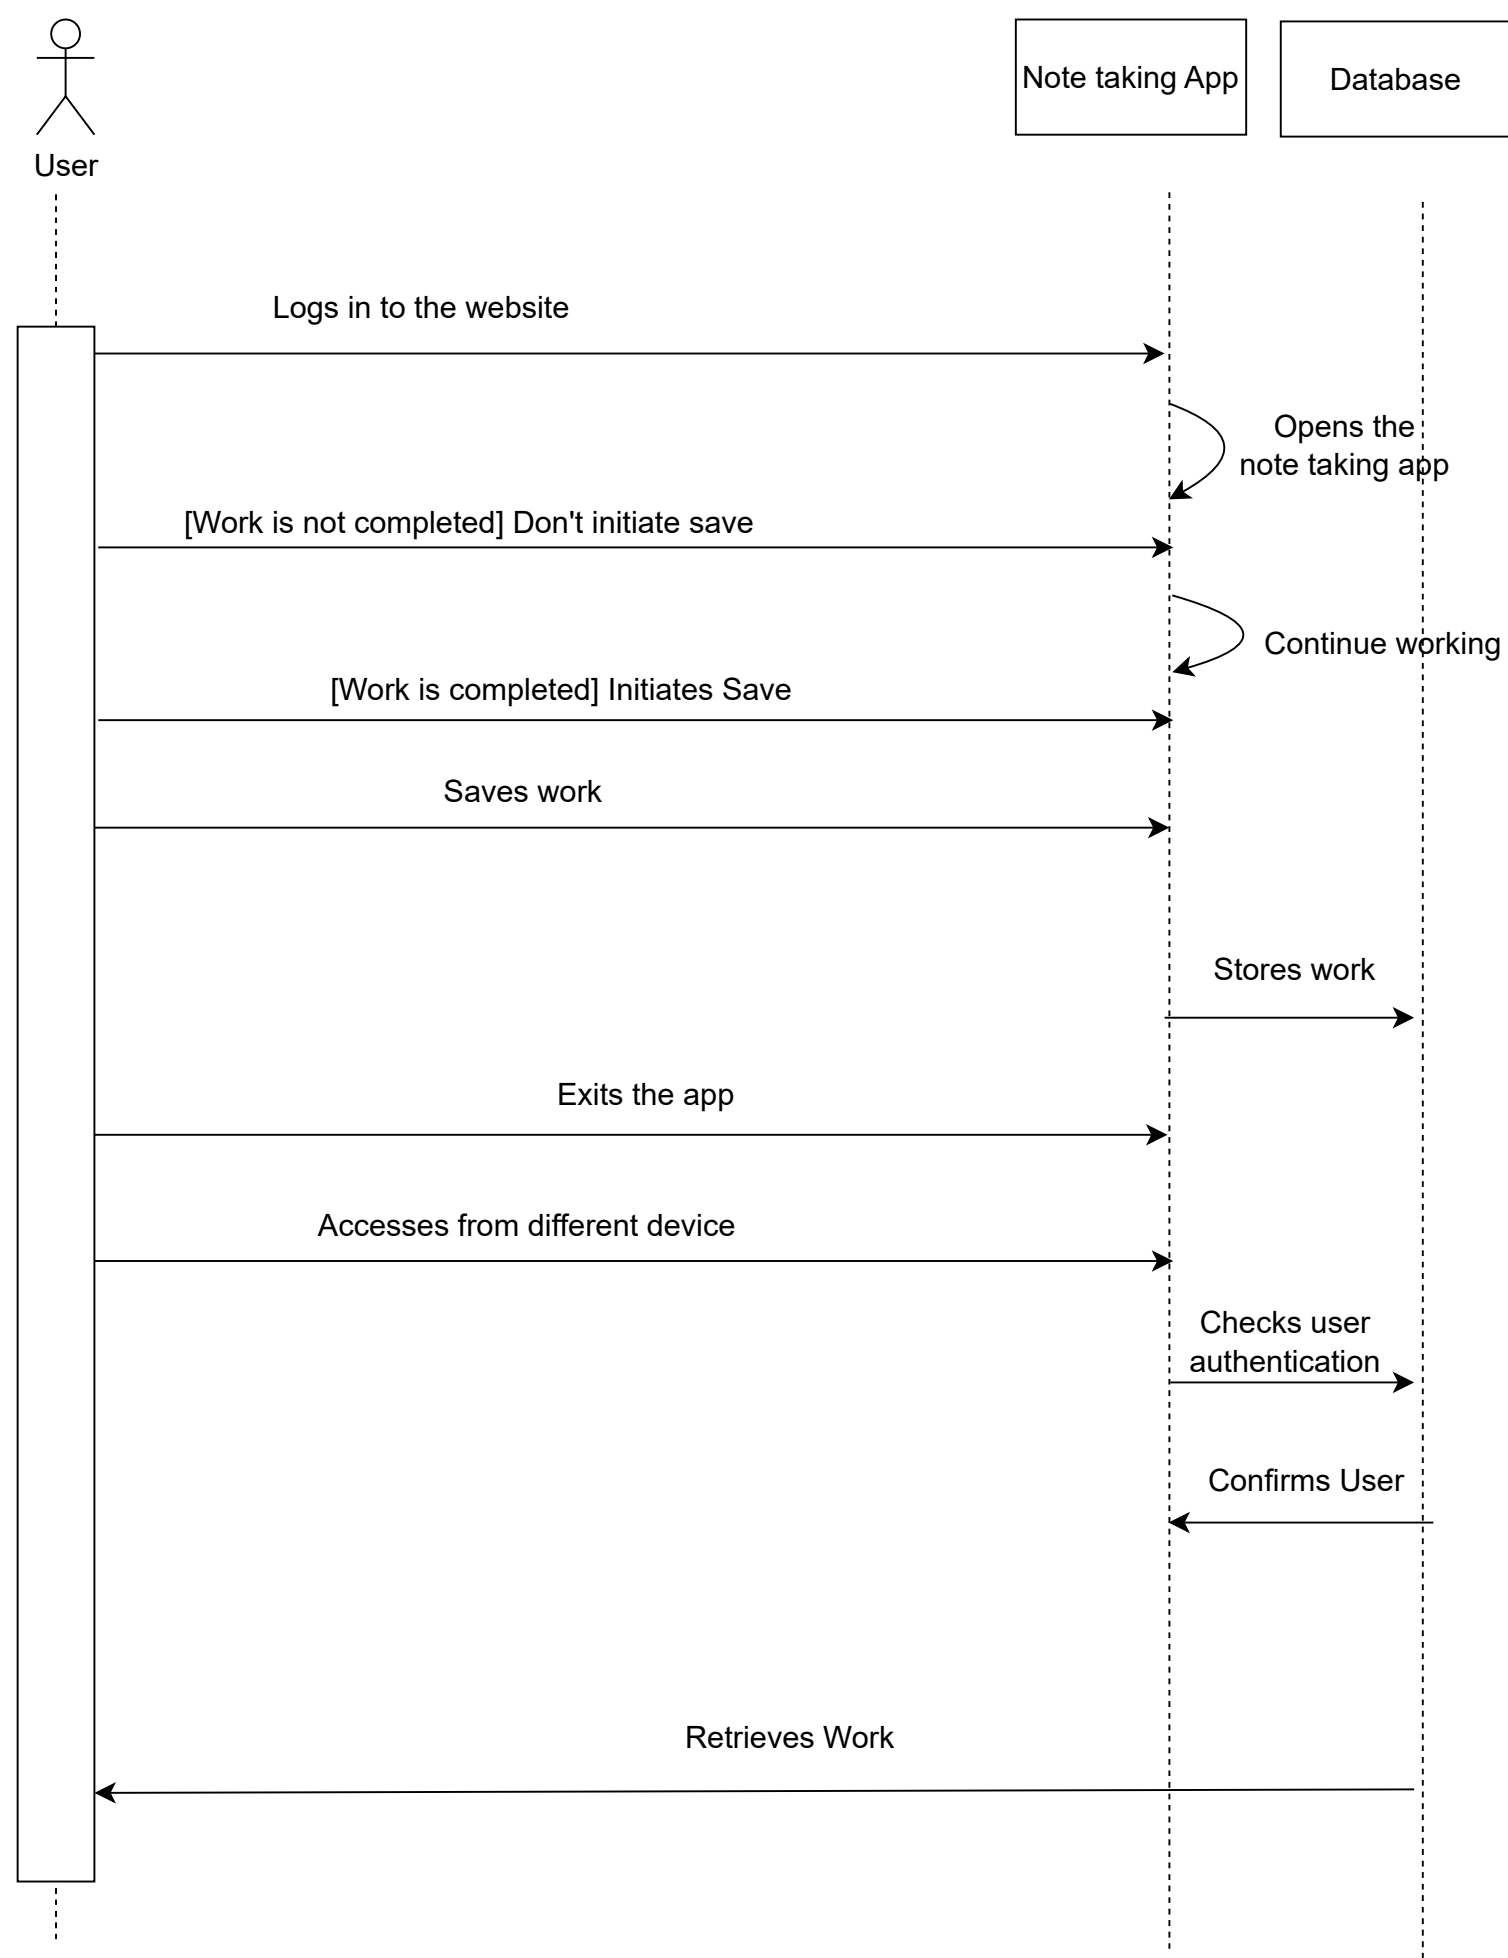 User
Note taking App
Database
Logs in to the website
Opens the
note taking app
[Work is not completed] Don't initiate save
Continue working
[Work is completed] Initiates Save
Saves work
Stores work
Exits the app
Accesses from different device
Checks user
authentication
Confirms User
Retrieves Work